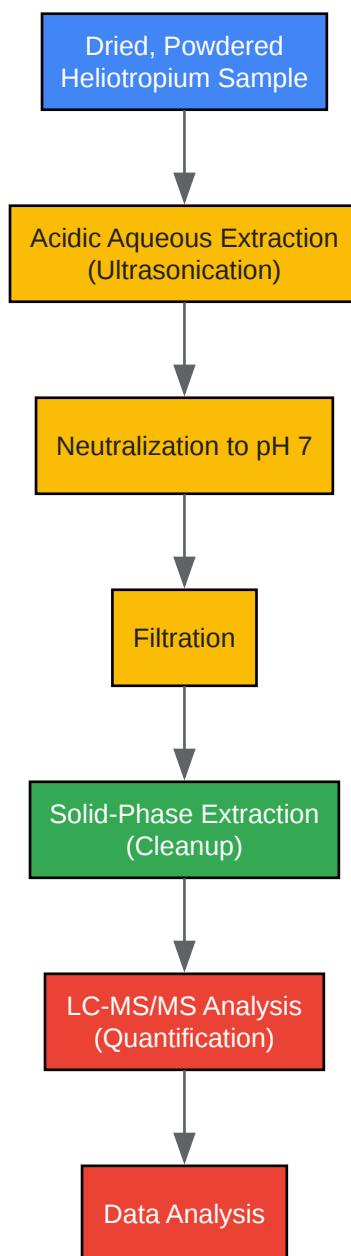 Dried, Powdered
Heliotropium Sample
Acidic Aqueous Extraction
(Ultrasonication)
Neutralization to pH 7
Filtration
Solid-Phase Extraction
(Cleanup)
LC-MS/MS Analysis
(Quantification)
Data Analysis